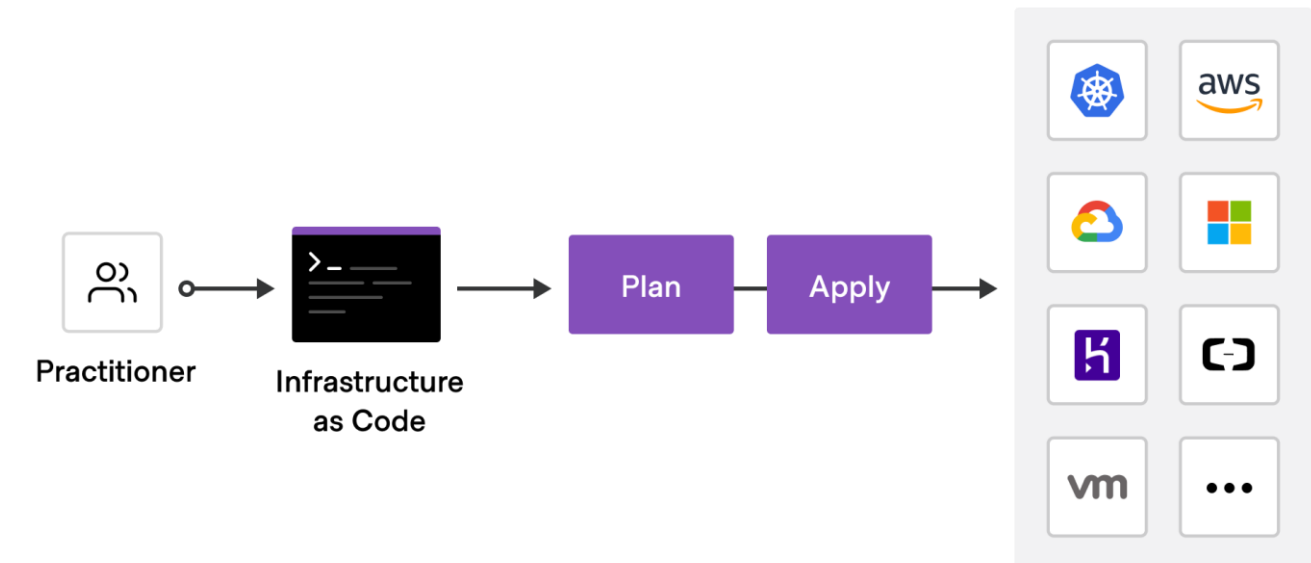 Practitioner
Infrastructure
as Code
Plan
Apply
aws
vm